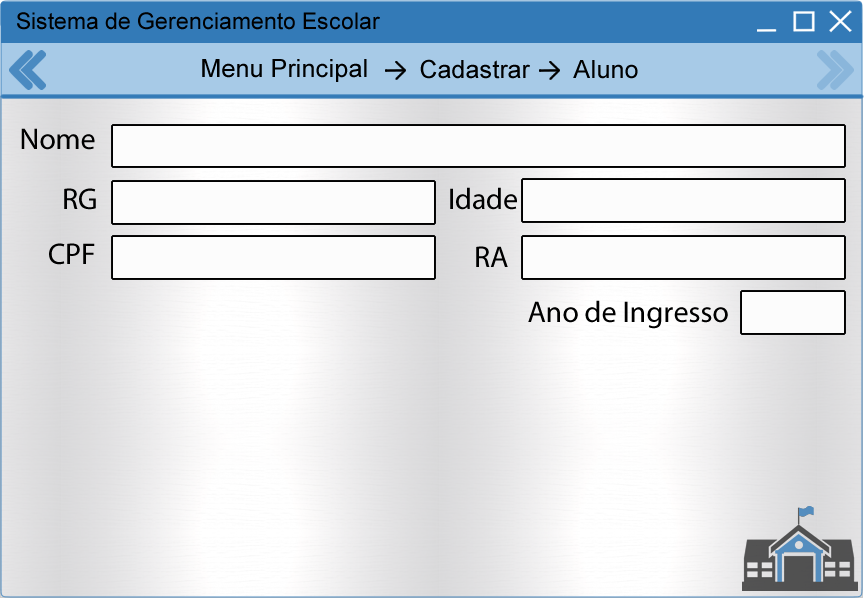 Sistema de Gerenciamento Escolar
Menu Principal → Cadastrar → Aluno
Nome
RG Idade
CPF RA
Ano de Ingresso